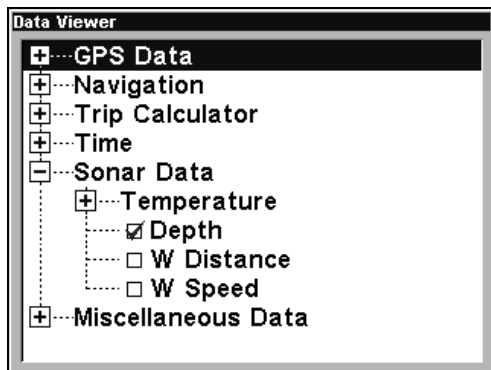 Data Viewer
GPS Data
Navigation
Trip Calculator
Time
Sonar Data
Temperature
Depth
W Distance
W Speed
Miscellaneous Data